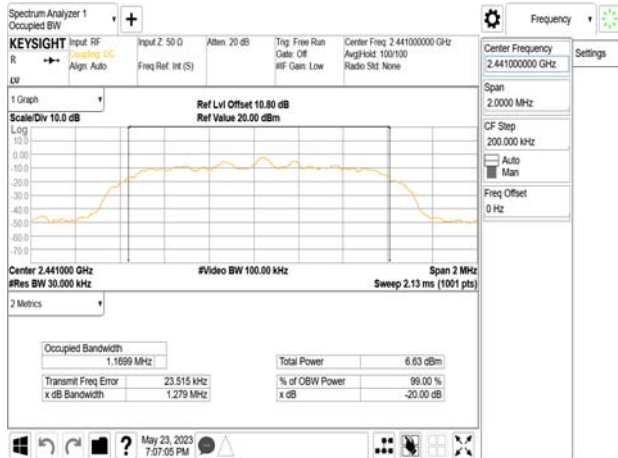 Spectrum Analyzer 1
Occupied BW
+
Frequency
KEYSIGHT
R
LVI
Input: RF
Coupling: DC
Align: Auto
Input Z: 50 Ω
Freq Ref: Int (S)
Atten: 20 dB
Trig: Free Run
Gate: Off
#IF Gain: Low
Center Freq: 2.441000000 GHz
Avg|Hold: 100/100
Radio Std: None
Center Frequency
2.441000000 GHz
Settings
Span
2.0000 MHz
CF Step
200.000 kHz
Auto
Man
Freq Offset
0 Hz
1 Graph
Scale/Div 10.0 dB
Ref Lvl Offset 10.80 dB
Ref Value 20.00 dBm
Log
10.0
0.00
-10.0
-20.0
-30.0
-40.0
-50.0
-60.0
-70.0
Center 2.441000 GHz
#Res BW 30.000 kHz
#Video BW 100.00 kHz
Span 2 MHz
Sweep 2.13 ms (1001 pts)
2 Metrics
Occupied Bandwidth
1.1699 MHz
Total Power 6.63 dBm
Transmit Freq Error 23.515 kHz
% of OBW Power 99.00 %
x dB Bandwidth 1.279 MHz
x dB -20.00 dB
?
May 23, 2023
7:07:05 PM